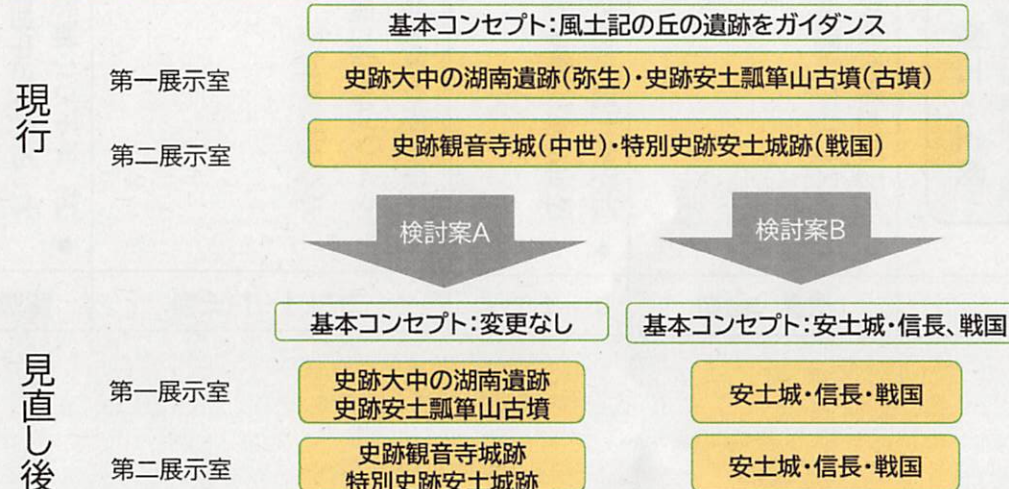 基本コンセプト:風土記の丘の遺跡をガイダンス
現行
第一展示室
史跡大中の湖南遺跡(弥生)・史跡安土瓢箪山古墳(古墳)
第二展示室
史跡観音寺城(中世)・特別史跡安土城跡(戦国)
検討案A
検討案B
基本コンセプト:変更なし
基本コンセプト:安土城・信長、戦国
見直し後
第一展示室
史跡大中の湖南遺跡
史跡安土瓢箪山古墳
安土城・信長・戦国
第二展示室
史跡観音寺城跡
特別史跡安土城跡
安土城・信長・戦国